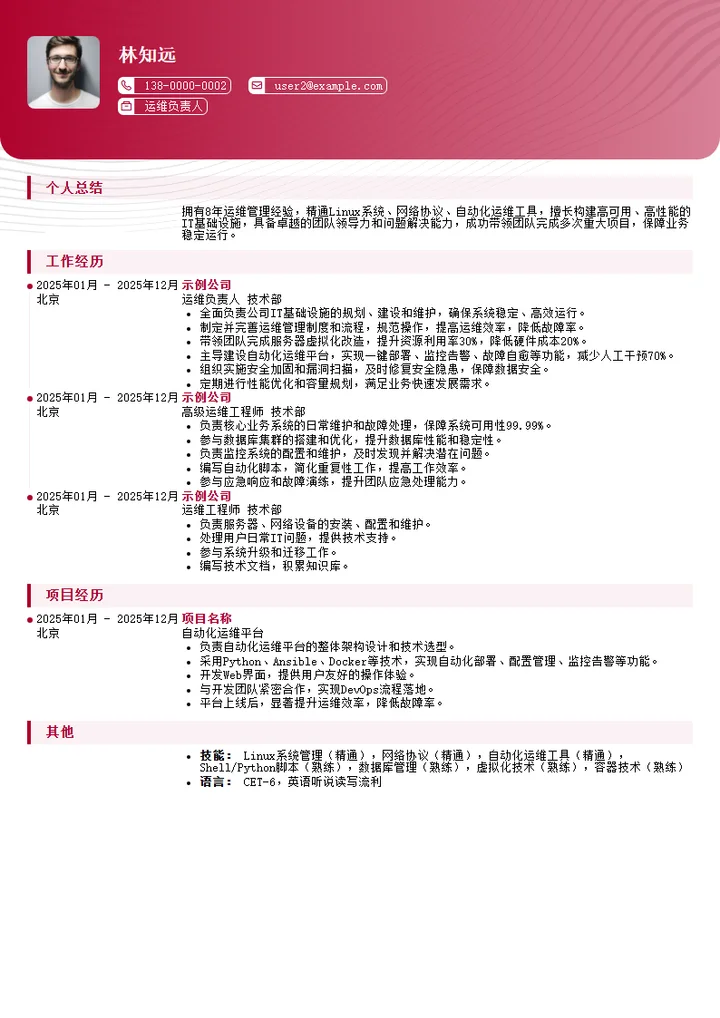 林知远
138-0000-0002
user2@example.com
运维负责人
个人总结
拥有8年运维管理经验，精通Linux系统、网络协议、自动化运维工具，擅长构建高可用、高性能的
IT基础设施，具备卓越的团队领导力和问题解决能力，成功带领团队完成多次重大项目，保障业务
稳定运行。
工作经历
2025年01月 - 2025年12月 示例公司
北京 运维负责人 技术部
• 全面负责公司IT基础设施的规划、建设和维护，确保系统稳定、高效运行。
• 制定并完善运维管理制度和流程，规范操作，提高运维效率，降低故障率。
• 带领团队完成服务器虚拟化改造，提升资源利用率30%，降低硬件成本20%。
• 主导建设自动化运维平台，实现一键部署、监控告警、故障自愈等功能，减少人工干预70%。
• 组织实施安全加固和漏洞扫描，及时修复安全隐患，保障数据安全。
• 定期进行性能优化和容量规划，满足业务快速发展需求。
2025年01月 - 2025年12月 示例公司
北京 高级运维工程师 技术部
• 负责核心业务系统的日常维护和故障处理，保障系统可用性99.99%。
• 参与数据库集群的搭建和优化，提升数据库性能和稳定性。
• 负责监控系统的配置和维护，及时发现并解决潜在问题。
• 编写自动化脚本，简化重复性工作，提高工作效率。
• 参与应急响应和故障演练，提升团队应急处理能力。
2025年01月 - 2025年12月 示例公司
北京 运维工程师 技术部
• 负责服务器、网络设备的安装、配置和维护。
• 处理用户日常IT问题，提供技术支持。
• 参与系统升级和迁移工作。
• 编写技术文档，积累知识库。
项目经历
2025年01月 - 2025年12月 项目名称
北京 自动化运维平台
• 负责自动化运维平台的整体架构设计和技术选型。
• 采用Python、Ansible、Docker等技术，实现自动化部署、配置管理、监控告警等功能。
• 开发Web界面，提供用户友好的操作体验。
• 与开发团队紧密合作，实现DevOps流程落地。
• 平台上线后，显著提升运维效率，降低故障率。
其他
• 技能： Linux系统管理（精通），网络协议（精通），自动化运维工具（精通），
Shell/Python脚本（熟练），数据库管理（熟练），虚拟化技术（熟练），容器技术（熟练）
• 语言： CET-6，英语听说读写流利